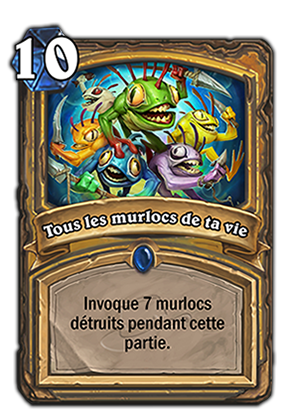 10
Tous les murlocs de ta vie
Invoque 7 murlocs
détruits pendant cette
partie.